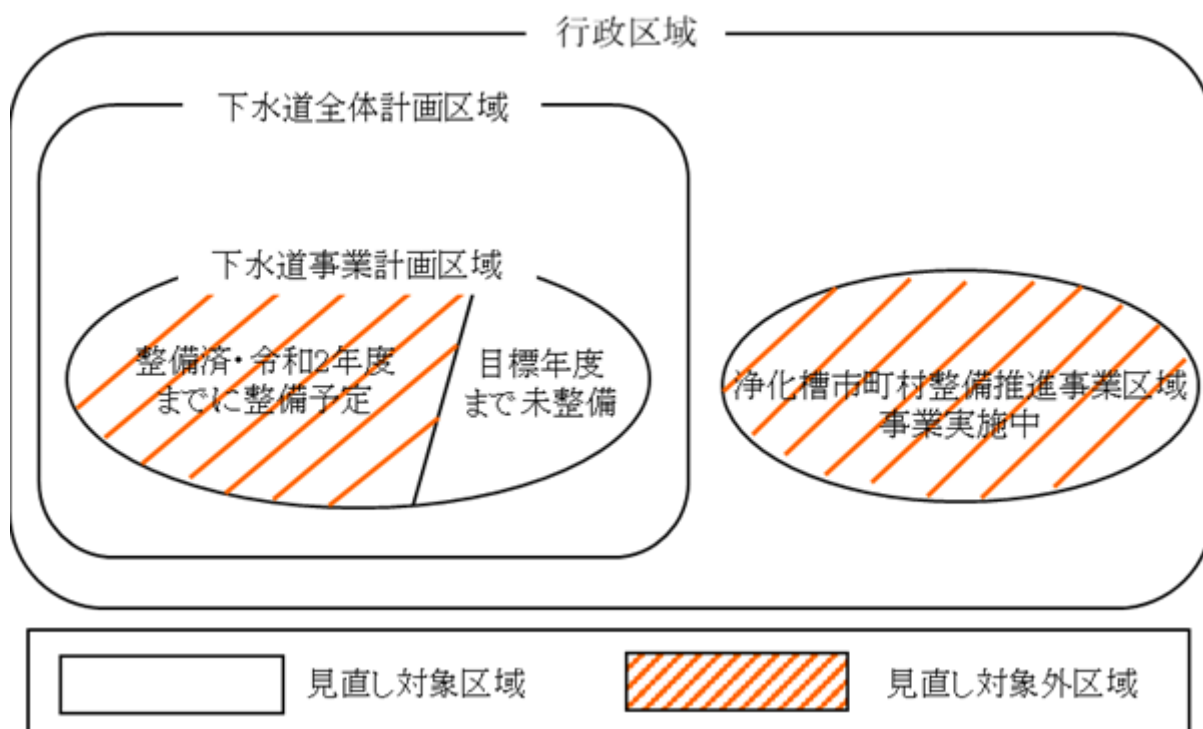 行政区域
下水道全体計画区域
下水道事業計画区域
整備済・令和2年度
までに整備予定
目標年度
まで未整備
浄化槽市町村整備推進事業区域
事業実施中
見直し対象区域
見直し対象外区域